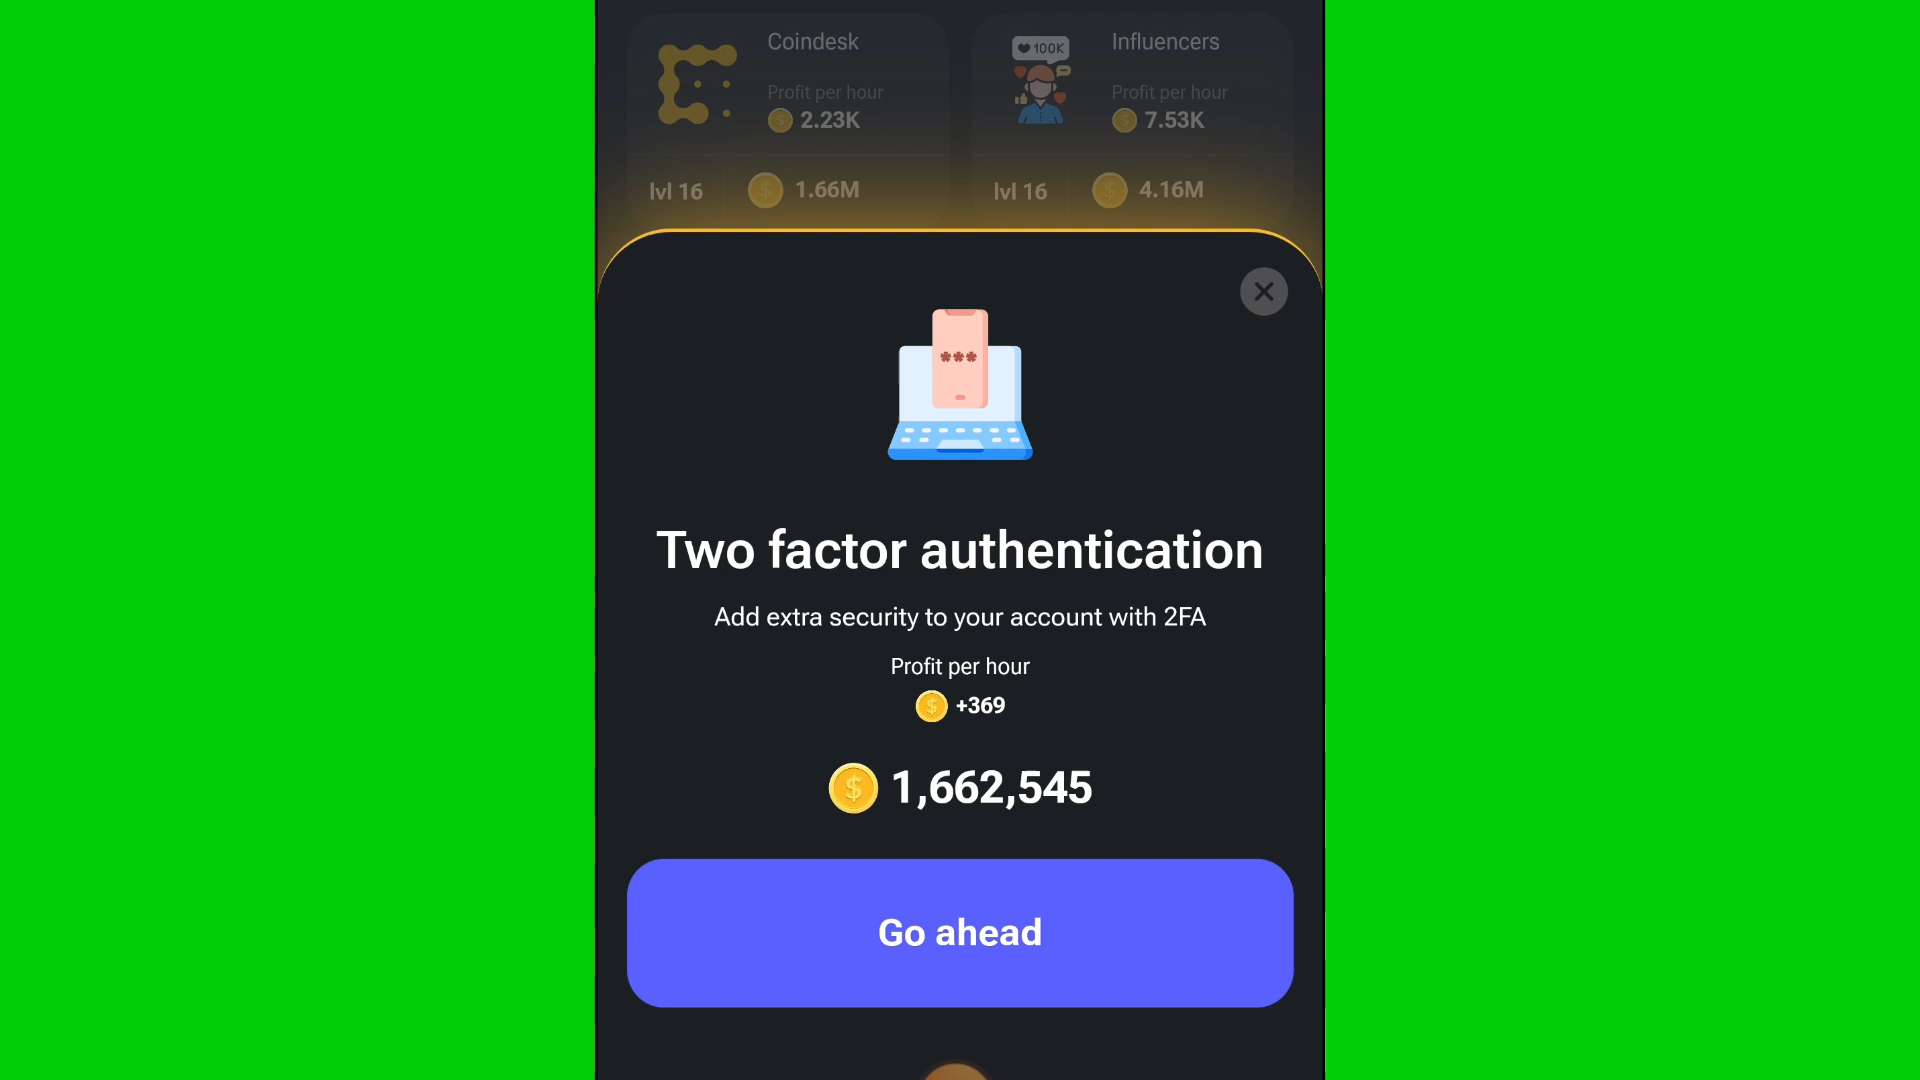 Coindesk
Profit per hour
2.23K
lvl 16
1.66M
100K
Influencers
Profit per hour
7.53K
lvl 16
4.16M
***
Two factor authentication
Add extra security to your account with 2FA
Profit per hour
+369
1,662,545
Go ahead